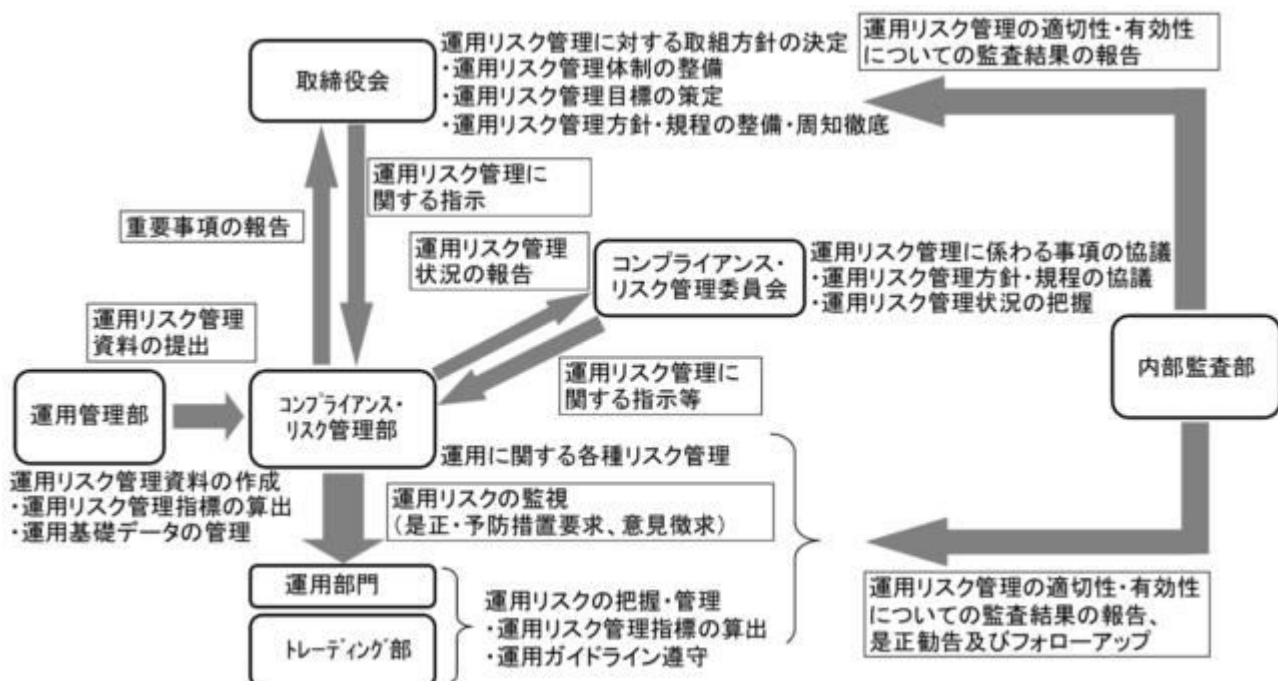 取締役会
運用リスク管理に対する取組方針の決定
・運用リスク管理体制の整備
・運用リスク管理目標の策定
・運用リスク管理方針・規程の整備・周知徹底
運用リスク管理の適切性・有効性
についての監査結果の報告
運用リスク管理に
関する指示
重要事項の報告
運用リスク管理
状況の報告
コンプライアンス・
リスク管理委員会
運用リスク管理に係わる事項の協議
・運用リスク管理方針・規程の協議
・運用リスク管理状況の把握
運用リスク管理
資料の提出
運用リスク管理に
関する指示等
内部監査部
運用管理部
コンプライアンス・
リスク管理部
運用に関する各種リスク管理
運用リスク管理資料の作成
・運用リスク管理指標の算出
・運用基礎データの管理
運用リスクの監視
(是正・予防措置要求、意見徴求)
運用部門
トレーディング部
運用リスクの把握・管理
・運用リスク管理指標の算出
・運用ガイドライン遵守
運用リスク管理の適切性・有効性
についての監査結果の報告、
是正勧告及びフォローアップ